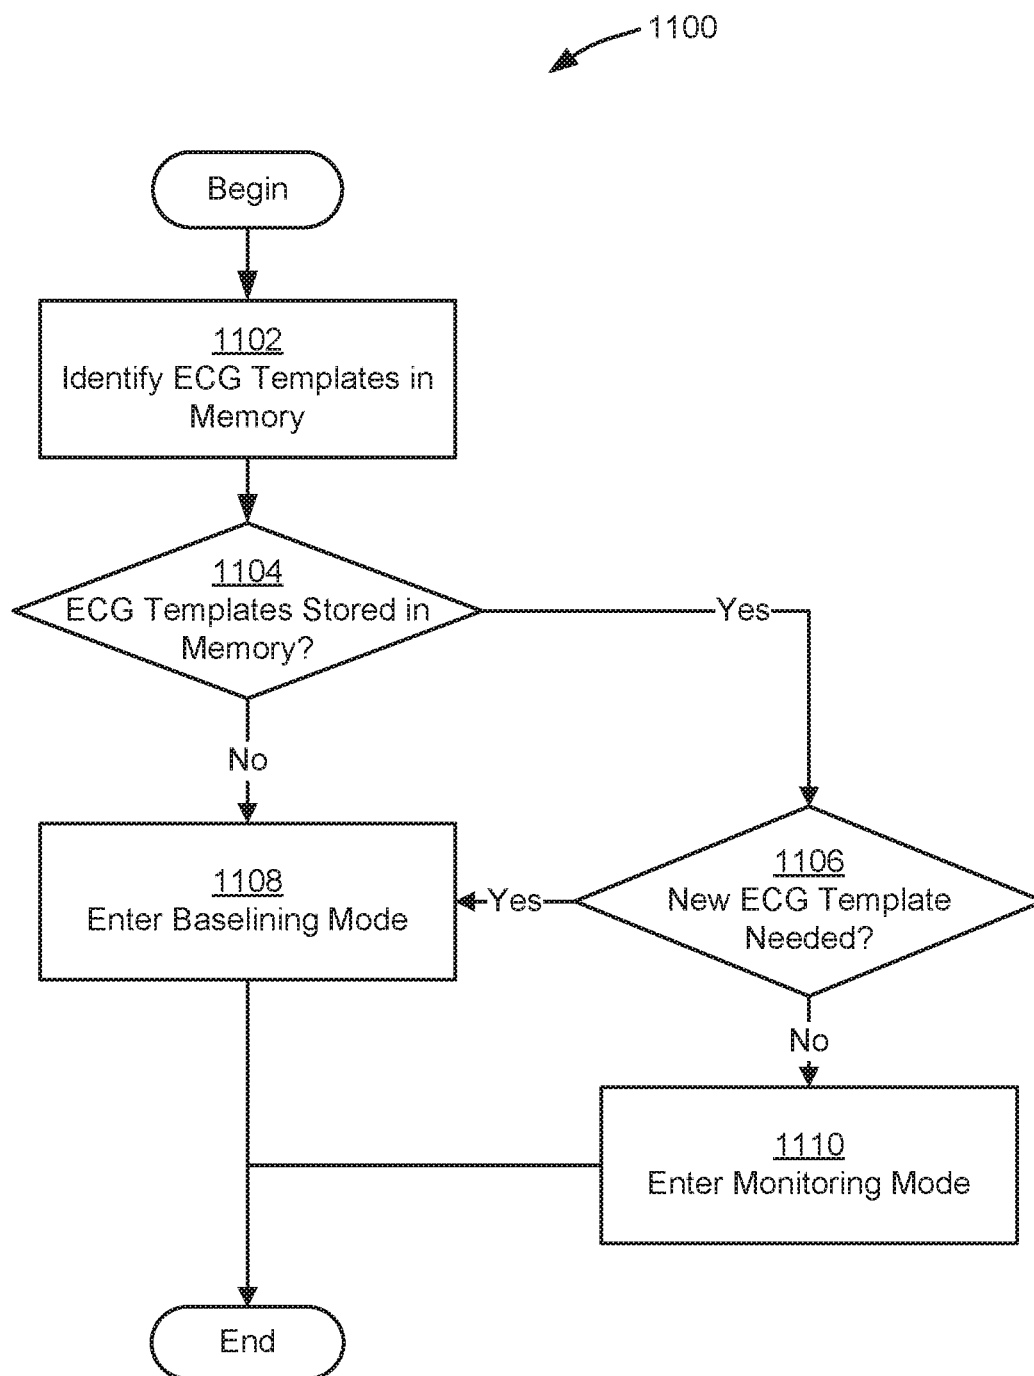 1100
Begin
1102
Identify ECG Templates in
Memory
1104
ECG Templates Stored in
Memory?
Yes
No
1106
New ECG Template
Needed?
Yes
1108
Enter Baselining Mode
No
1110
Enter Monitoring Mode
End